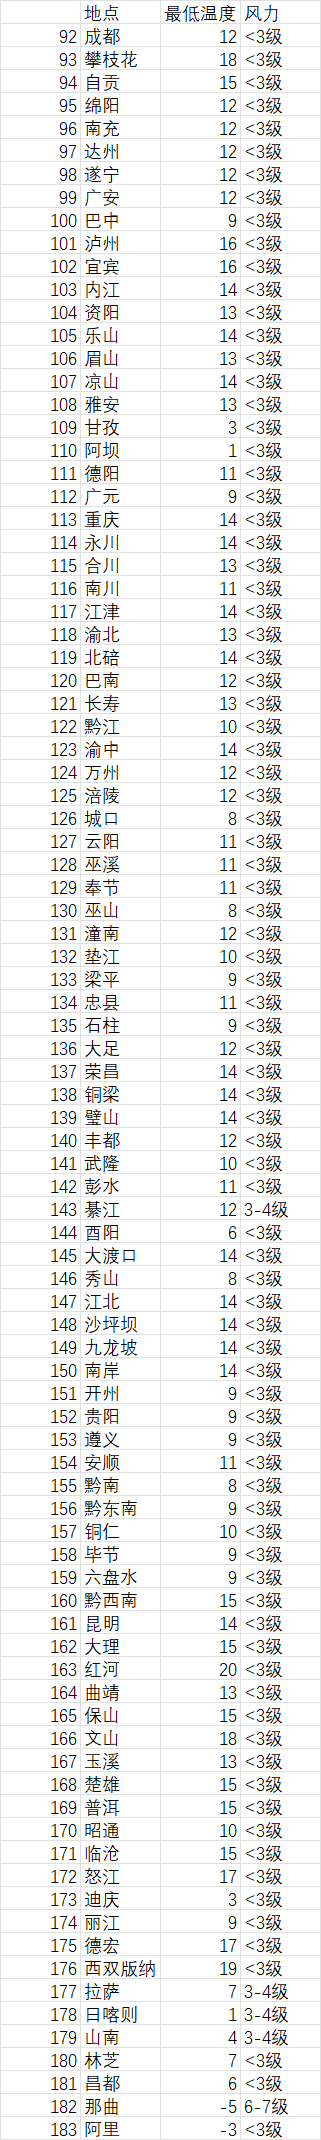 地点 最低温度 风力
92 成都 12 <3级
93 攀枝花 18 <3级
94 自贡 15 <3级
95 绵阳 12 <3级
96 南充 12 <3级
97 达州 12 <3级
98 遂宁 12 <3级
99 广安 12 <3级
100 巴中 9 <3级
101 泸州 16 <3级
102 宜宾 16 <3级
103 内江 14 <3级
104 资阳 13 <3级
105 乐山 14 <3级
106 眉山 13 <3级
107 凉山 14 <3级
108 雅安 13 <3级
109 甘孜 3 <3级
110 阿坝 1 <3级
111 德阳 11 <3级
112 广元 9 <3级
113 重庆 14 <3级
114 永川 14 <3级
115 合川 13 <3级
116 南川 11 <3级
117 江津 14 <3级
118 渝北 13 <3级
119 北碚 14 <3级
120 巴南 12 <3级
121 长寿 13 <3级
122 黔江 10 <3级
123 渝中 14 <3级
124 万州 12 <3级
125 涪陵 12 <3级
126 城口 8 <3级
127 云阳 11 <3级
128 巫溪 11 <3级
129 奉节 11 <3级
130 巫山 8 <3级
131 潼南 12 <3级
132 垫江 10 <3级
133 梁平 9 <3级
134 忠县 11 <3级
135 石柱 9 <3级
136 大足 12 <3级
137 荣昌 14 <3级
138 铜梁 14 <3级
139 璧山 14 <3级
140 丰都 12 <3级
141 武隆 10 <3级
142 彭水 11 <3级
143 綦江 12 3-4级
144 酉阳 6 <3级
145 大渡口 14 <3级
146 秀山 8 <3级
147 江北 14 <3级
148 沙坪坝 14 <3级
149 九龙坡 14 <3级
150 南岸 14 <3级
151 开州 9 <3级
152 贵阳 9 <3级
153 遵义 9 <3级
154 安顺 11 <3级
155 黔南 8 <3级
156 黔东南 9 <3级
157 铜仁 10 <3级
158 毕节 9 <3级
159 六盘水 9 <3级
160 黔西南 15 <3级
161 昆明 14 <3级
162 大理 15 <3级
163 红河 20 <3级
164 曲靖 13 <3级
165 保山 15 <3级
166 文山 18 <3级
167 玉溪 13 <3级
168 楚雄 15 <3级
169 普洱 15 <3级
170 昭通 10 <3级
171 临沧 15 <3级
172 怒江 17 <3级
173 迪庆 3 <3级
174 丽江 9 <3级
175 德宏 17 <3级
176 西双版纳 19 <3级
177 拉萨 7 3-4级
178 日喀则 1 3-4级
179 山南 4 3-4级
180 林芝 7 <3级
181 昌都 6 <3级
182 那曲 -5 6-7级
183 阿里 -3 <3级